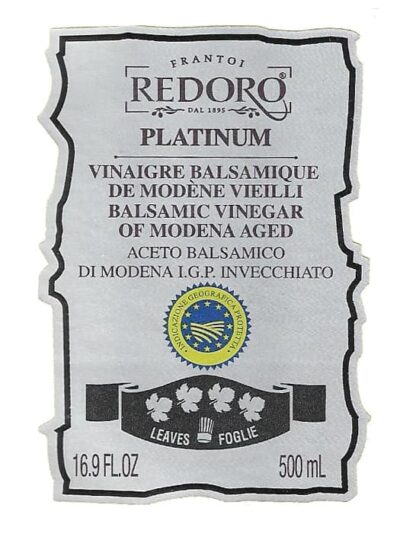 FRANTOI
REDORO®
DAL 1895
PLATINUM
VINAIGRE BALSAMIQUE
DE MODÈNE VIEILLI
BALSAMIC VINEGAR
OF MODENA AGED
ACETO BALSAMICO
DI MODENA I.G.P. INVECCHIATO
INDICAZIONE GEOGRAFICA PROTETTA
LEAVES FOGLIE
16.9 FL.OZ 500 mL